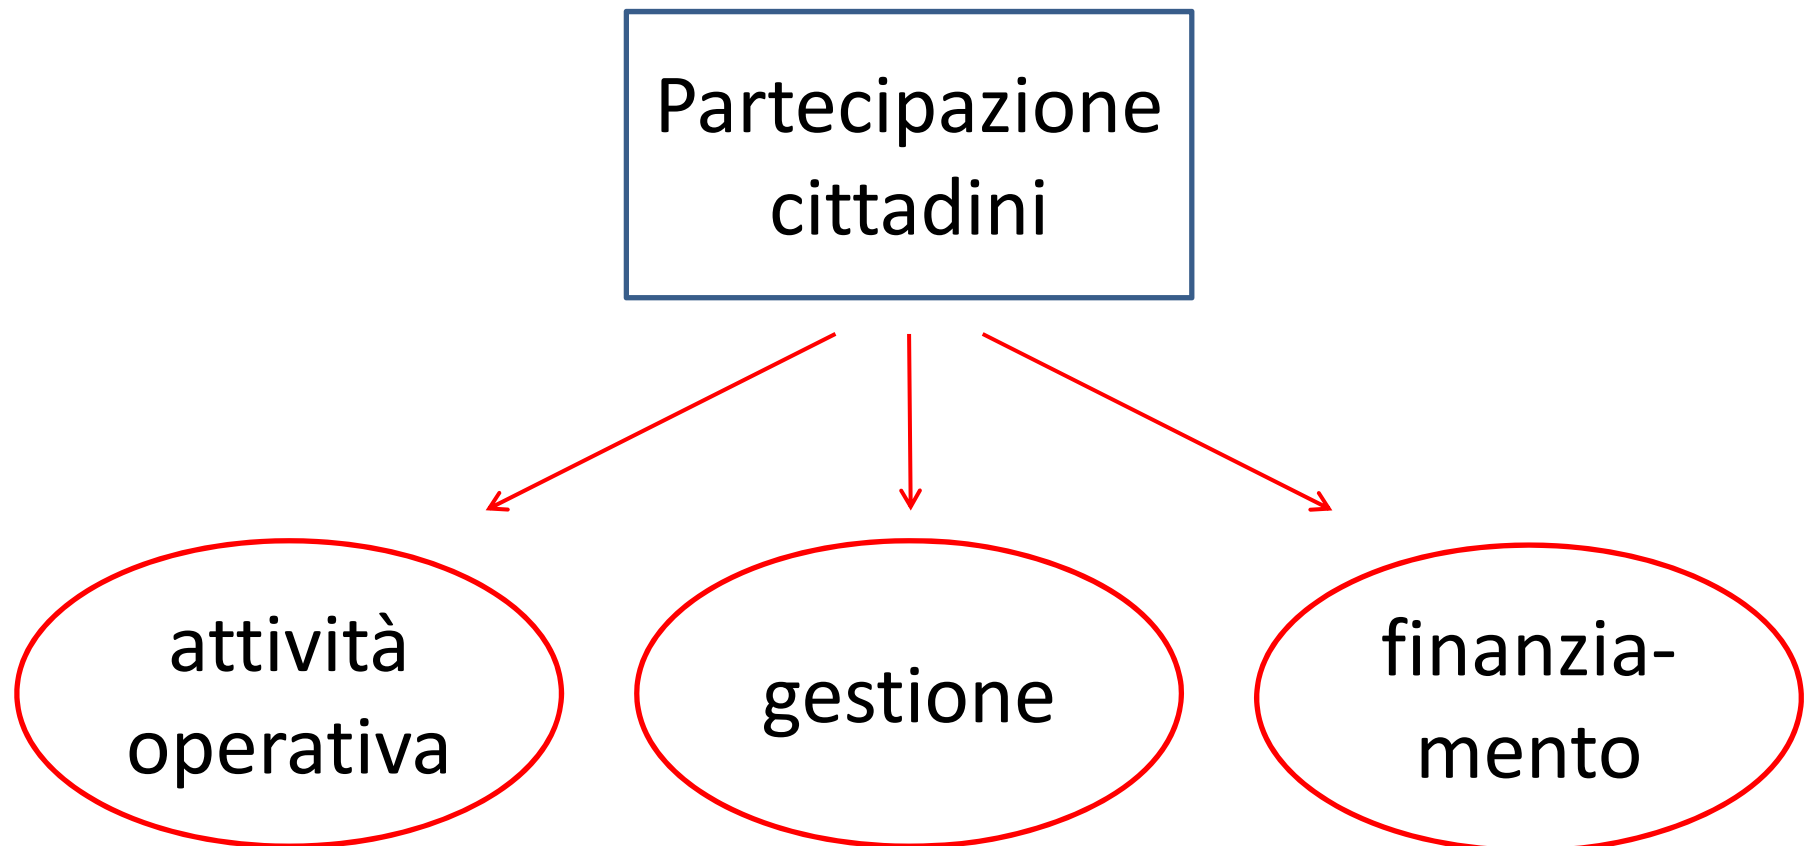 Partecipazione
cittadini
attività
operativa
gestione
finanzia-
mento